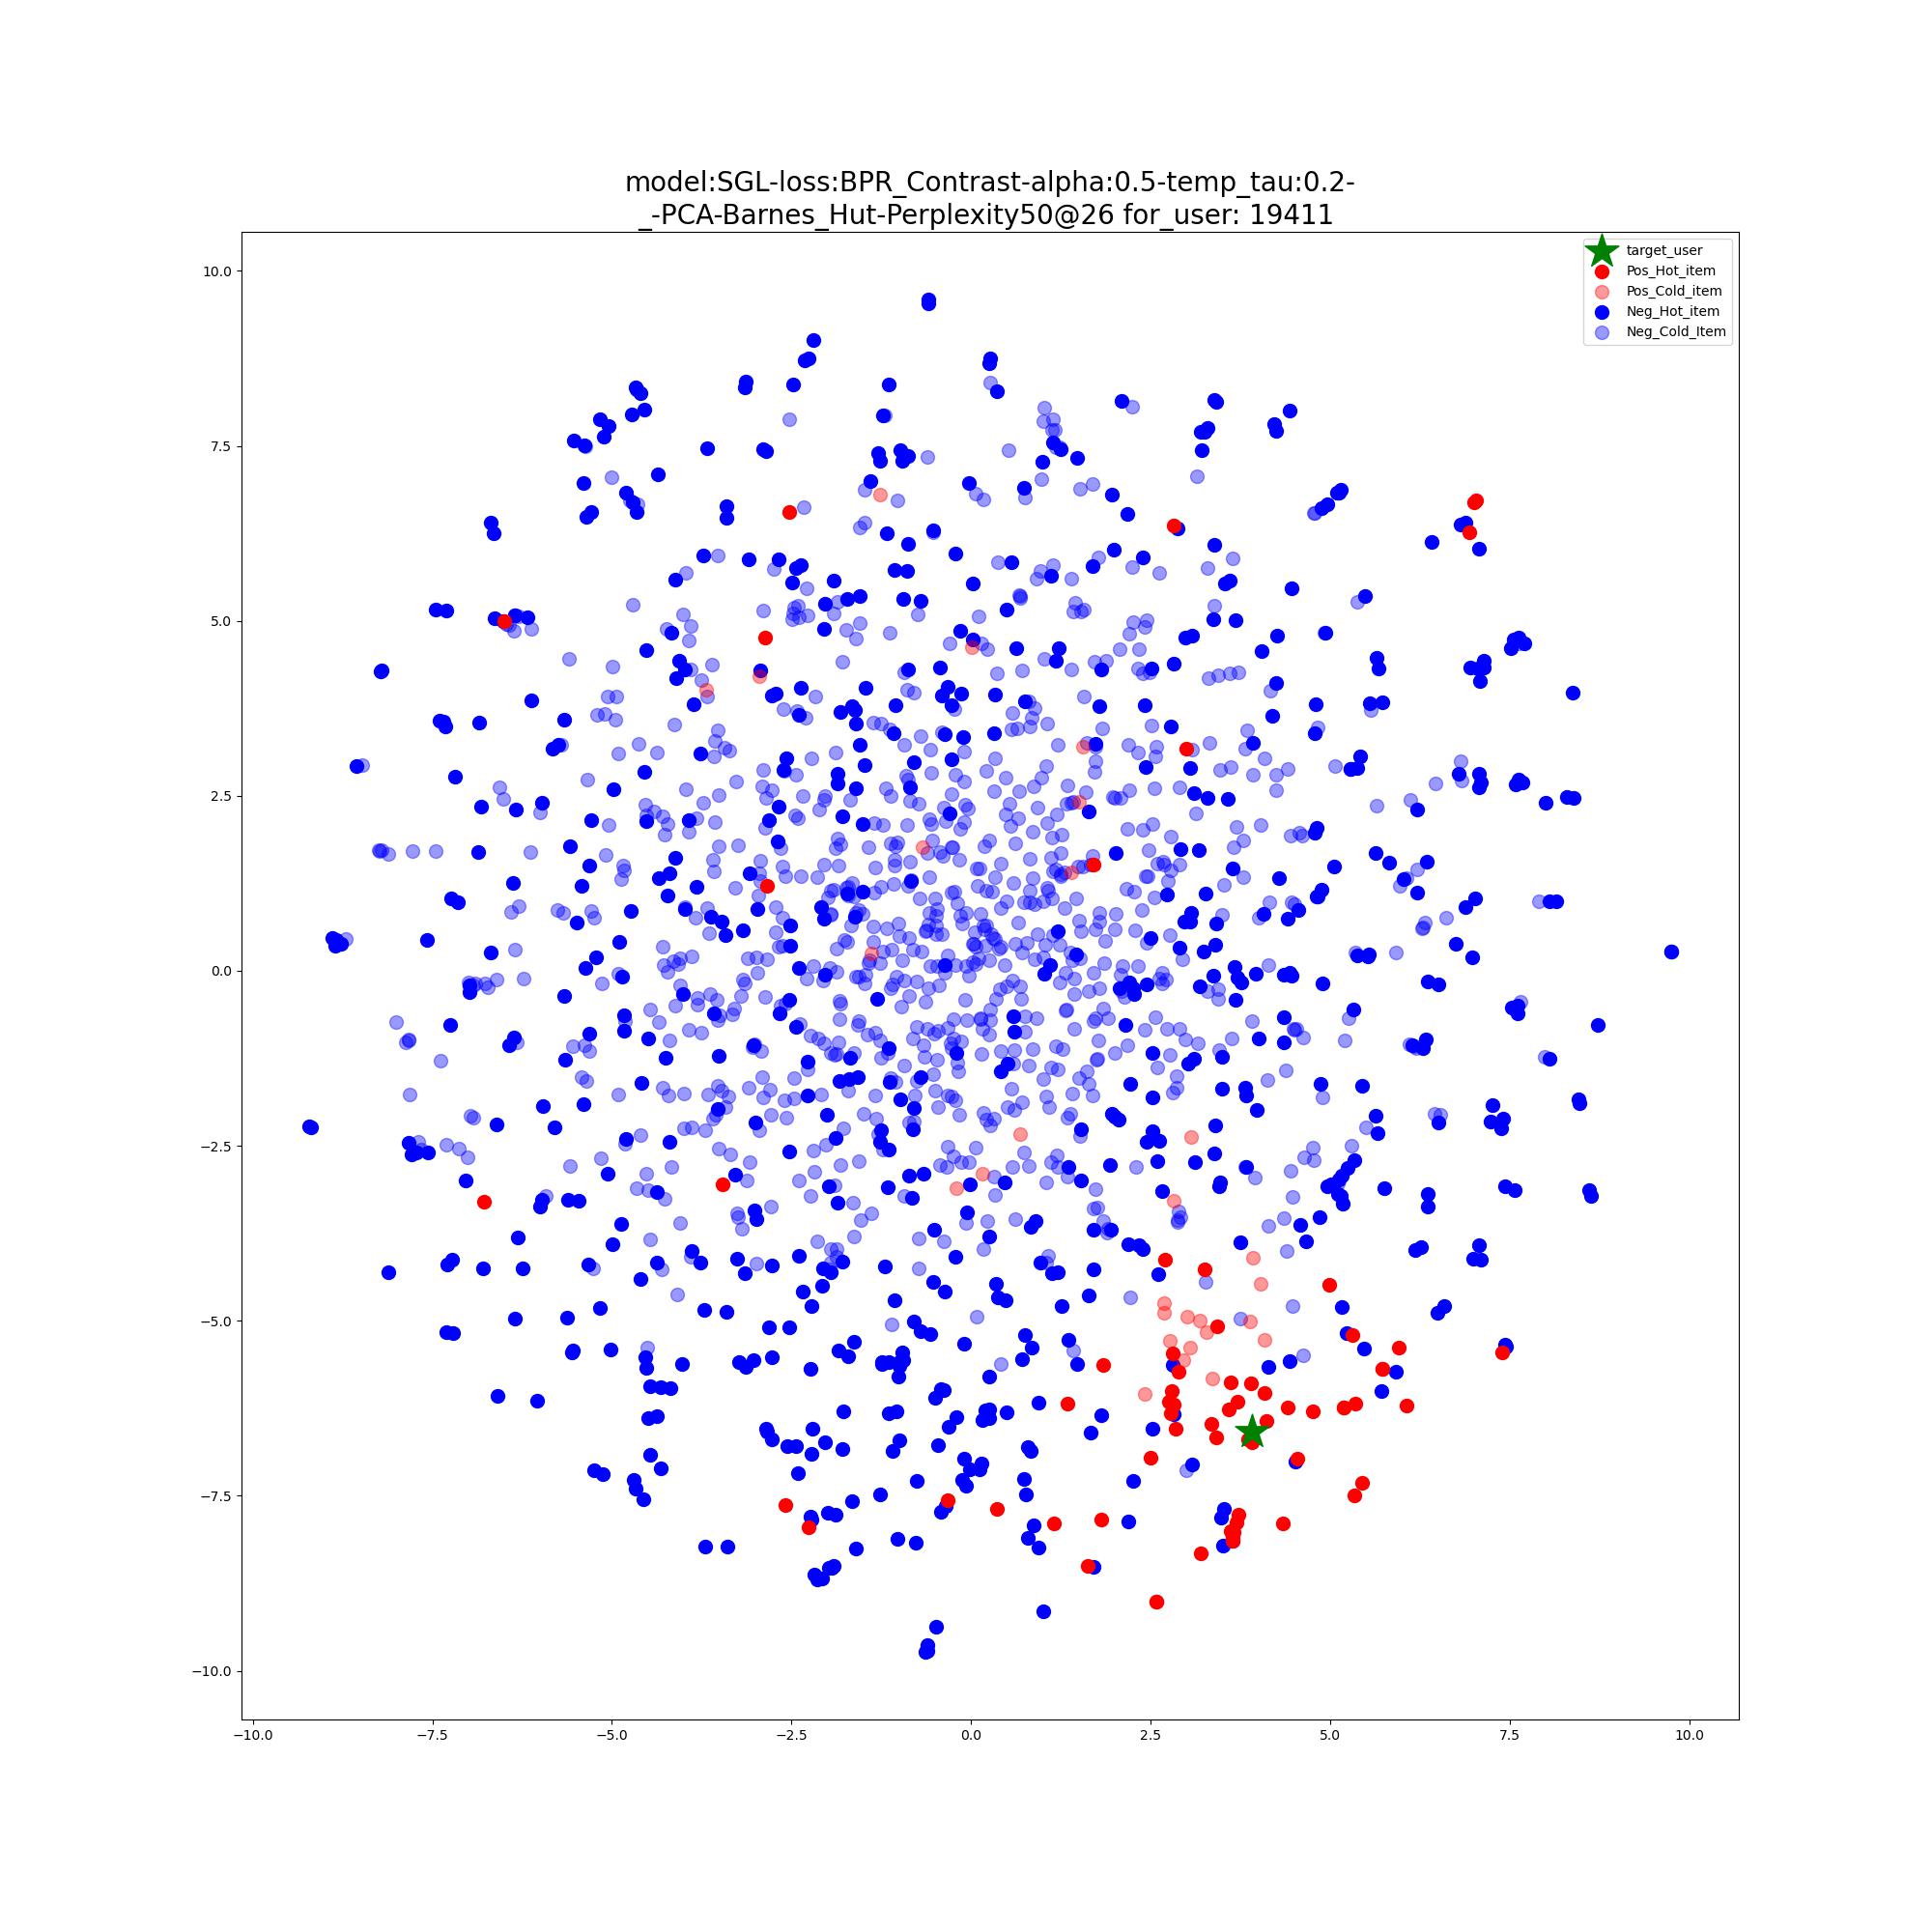 model:SGL-loss:BPR_Contrast-alpha:0.5-temp_tau:0.2-
_-PCA-Barnes_Hut-Perplexity50@26 for_user: 19411
target_user
Pos_Hot_item
Pos_Cold_item
Neg_Hot_item
Neg_Cold_Item
10.0
7.5
5.0
2.5
0.0
−2.5
−5.0
−7.5
−10.0
−10.0 −7.5 −5.0 −2.5 0.0 2.5 5.0 7.5 10.0